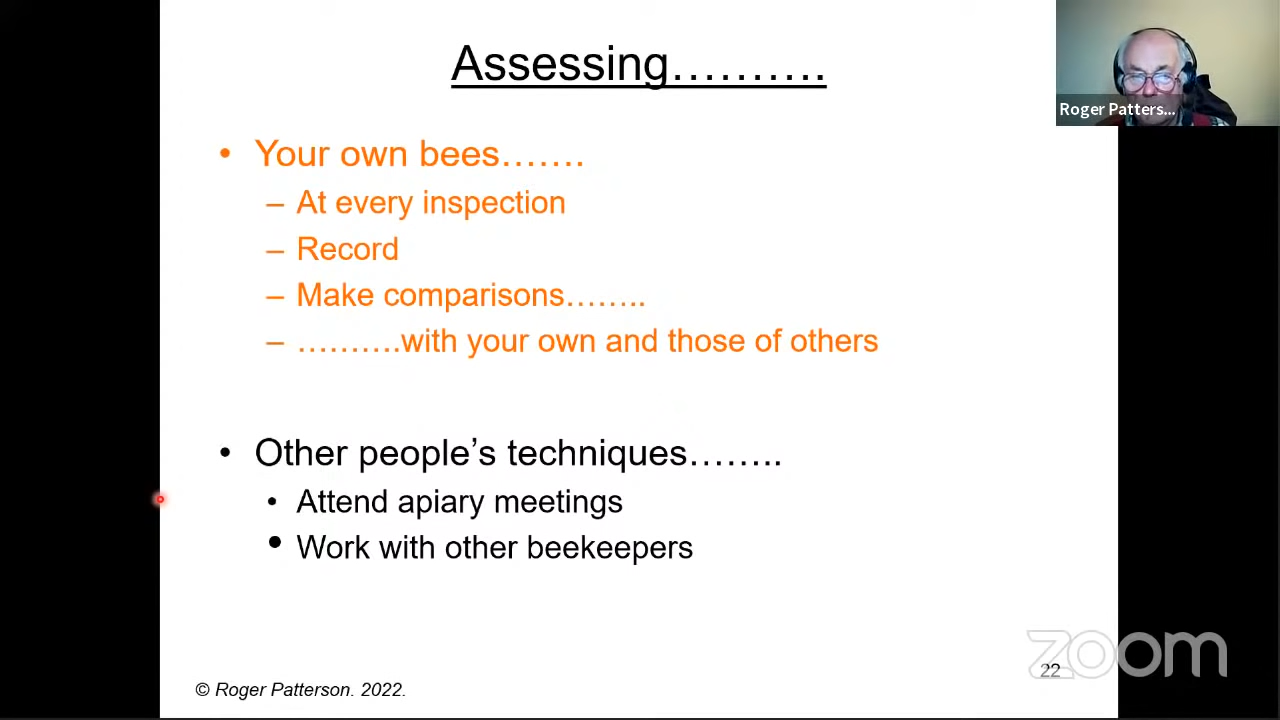 Assessing……….
Roger Patters...
• Your own bees…….
– At every inspection
– Record
– Make comparisons……..
– ……….with your own and those of others
• Other people’s techniques……..
• Attend apiary meetings
• Work with other beekeepers
zoom
22
© Roger Patterson. 2022.